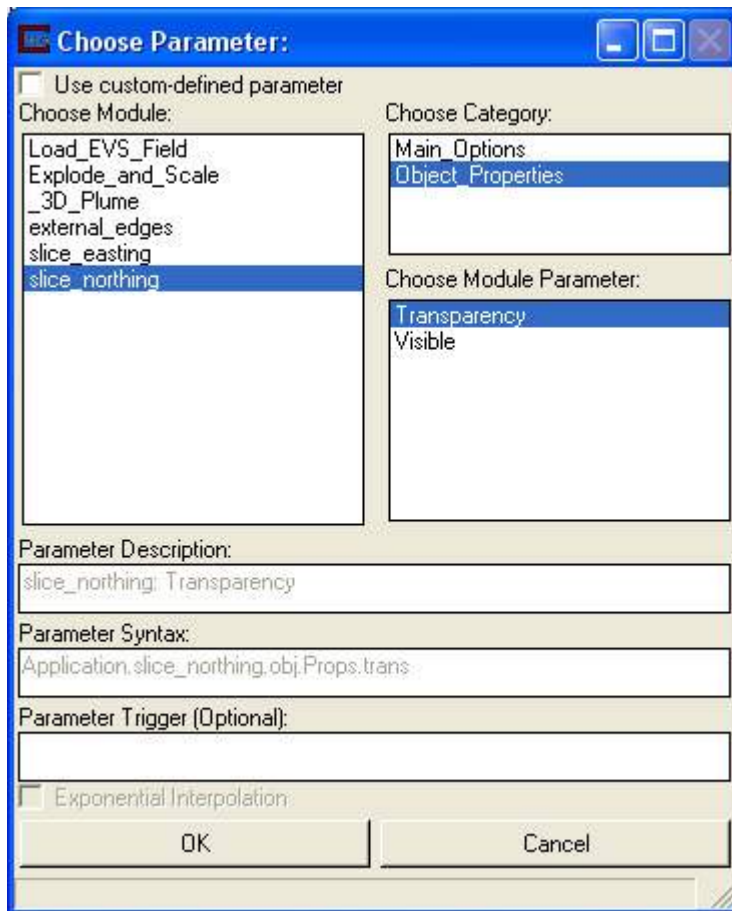 Choose Parameter:
Use custom-defined parameter
Choose Module:
Load_EVS_Field
Explode_and_Scale
_3D_Plume
external_edges
slice_easting
slice_northing
Choose Category:
Main_Options
Object_Properties
Choose Module Parameter:
Transparency
Visible
Parameter Description:
slice_northing: Transparency
Parameter Syntax:
Application.slice_northing.obj.Props.trans
Parameter Trigger (Optional):
Exponential Interpolation
OK
Cancel